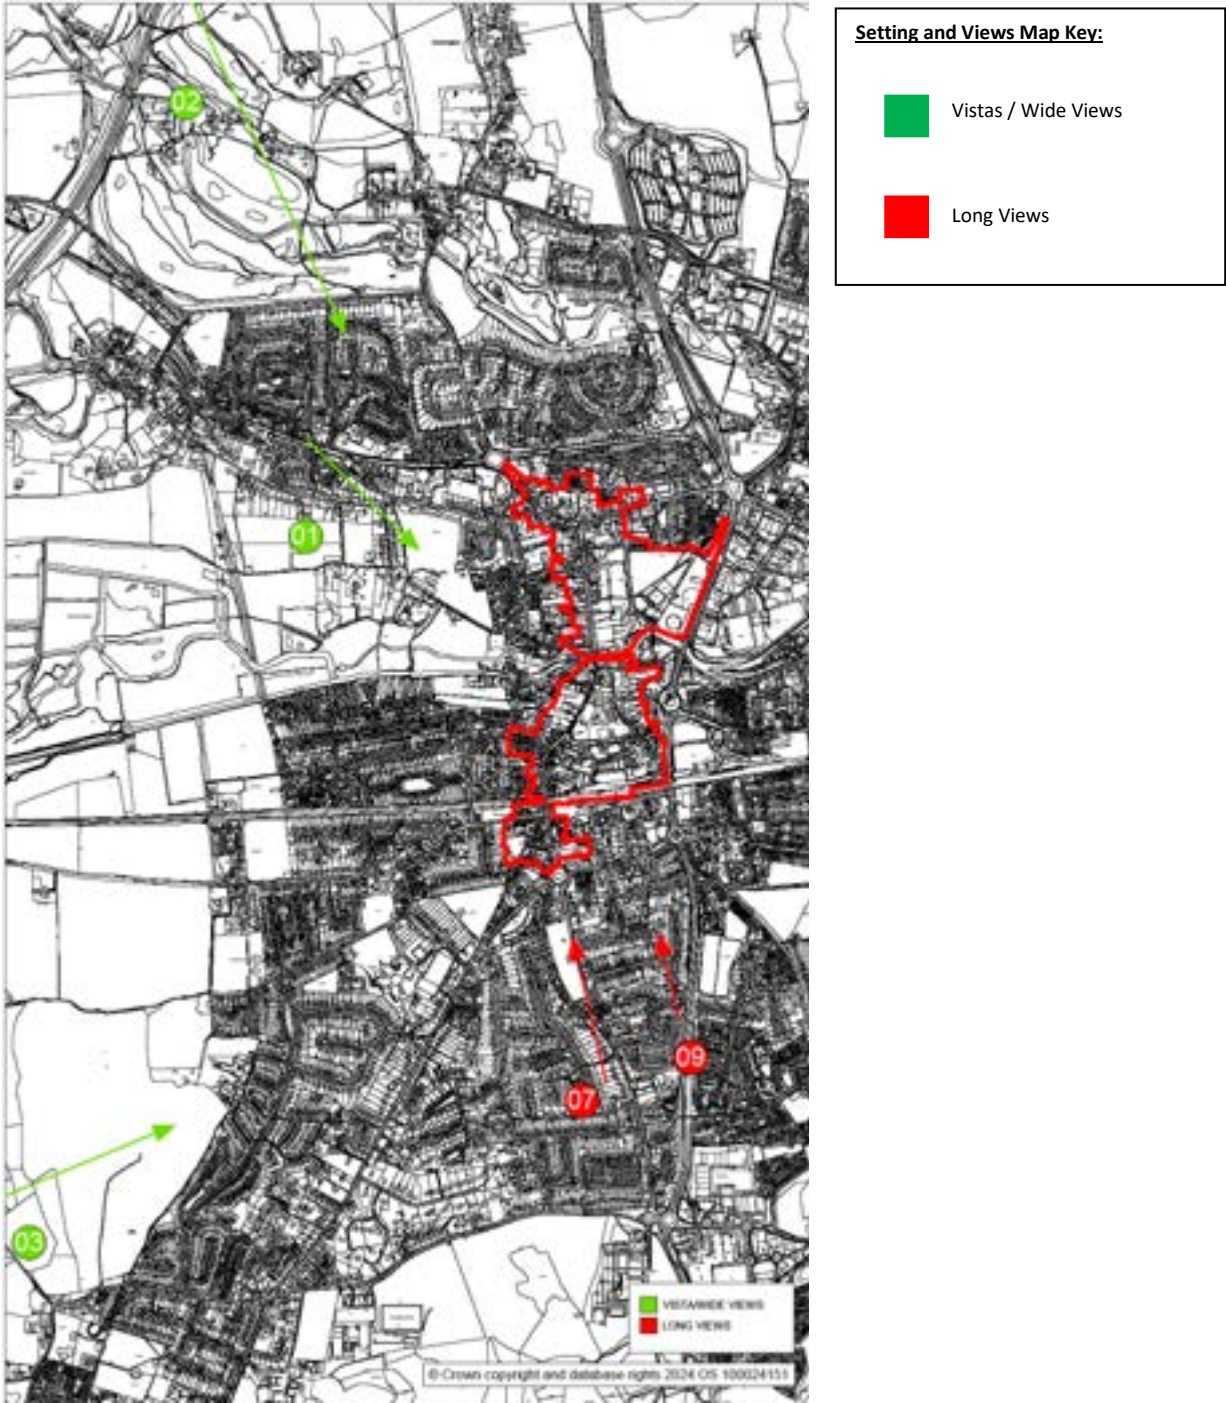 Setting and Views Map Key:
Vistas / Wide Views
Long Views
02
01
07
09
03
VISTA/WIDE VIEWS
LONG VIEWS
© Crown copyright and database rights 2024 OS 100024151